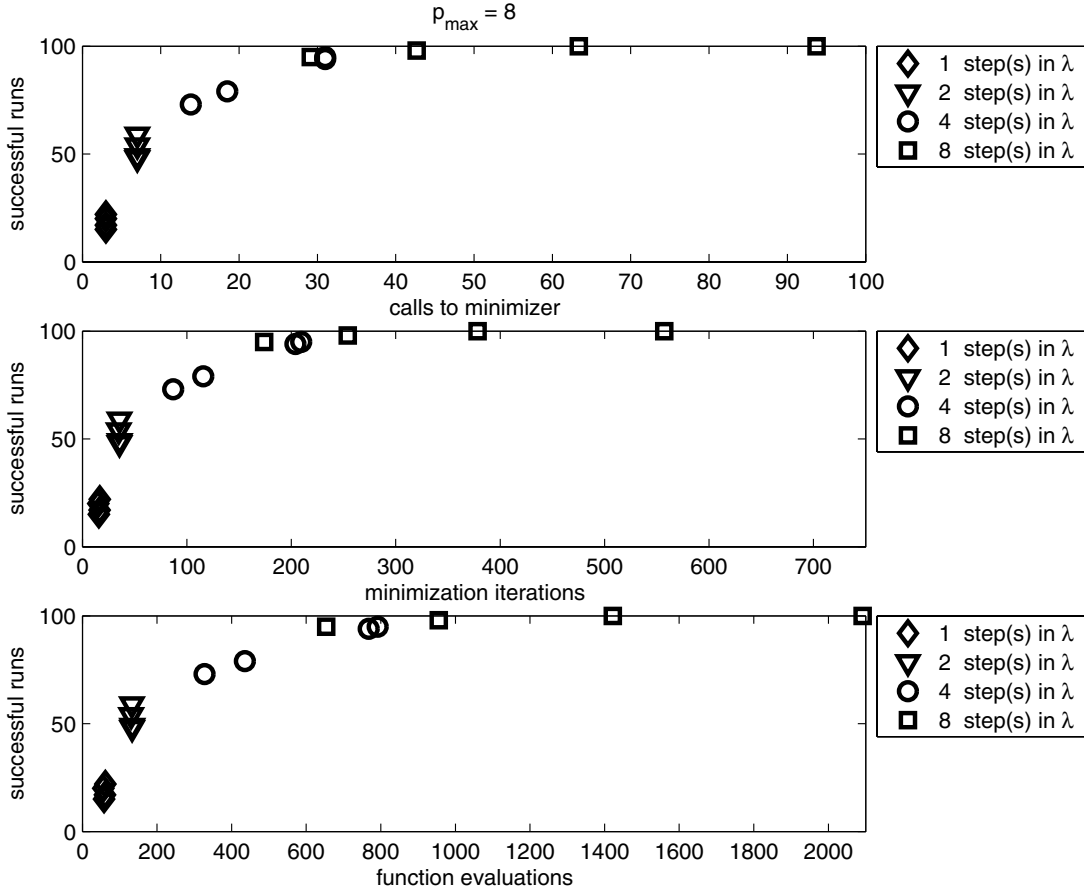 p_max = 8
successful runs
100
50
0
0 10 20 30 40 50 60 70 80 90 100
calls to minimizer
1 step(s) in λ
2 step(s) in λ
4 step(s) in λ
8 step(s) in λ
successful runs
100
50
0
0 100 200 300 400 500 600 700
minimization iterations
1 step(s) in λ
2 step(s) in λ
4 step(s) in λ
8 step(s) in λ
successful runs
100
50
0
0 200 400 600 800 1000 1200 1400 1600 1800 2000
function evaluations
1 step(s) in λ
2 step(s) in λ
4 step(s) in λ
8 step(s) in λ